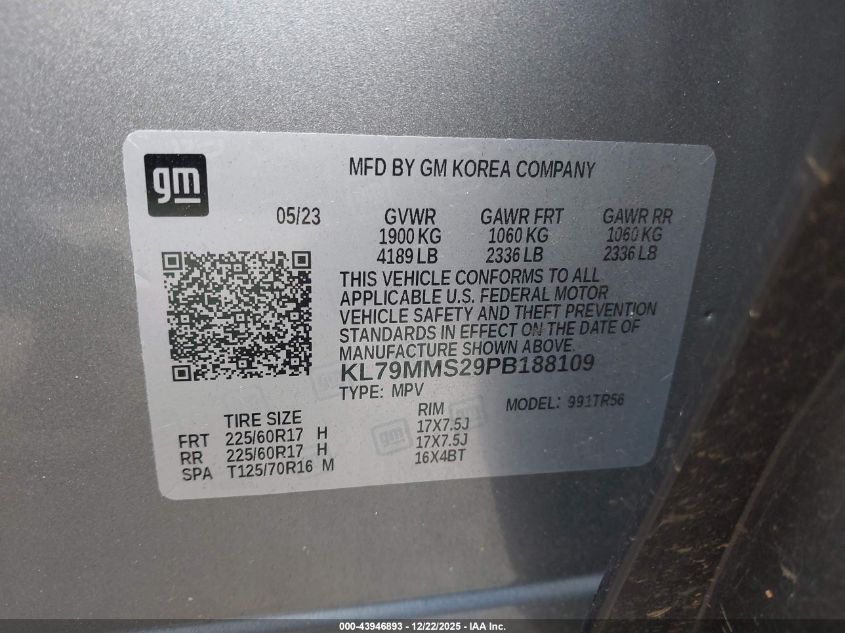 gm
MFD BY GM KOREA COMPANY
05/23 GVWR GAWR FRT GAWR RR
1900 KG 1060 KG 1060 KG
4189 LB 2336 LB 2336 LB
THIS VEHICLE CONFORMS TO ALL
APPLICABLE U.S. FEDERAL MOTOR
VEHICLE SAFETY AND THEFT PREVENTION
STANDARDS IN EFFECT ON THE DATE OF
MANUFACTURE SHOWN ABOVE.
KL79MMS29PB188109
TYPE: MPV MODEL: 991TR56
TIRE SIZE RIM
FRT 225/60R17 H 17X7.5J
RR 225/60R17 H 17X7.5J
SPA T125/70R16 M 16X4BT
000-43946893 - 12/22/2025 - IAA Inc.